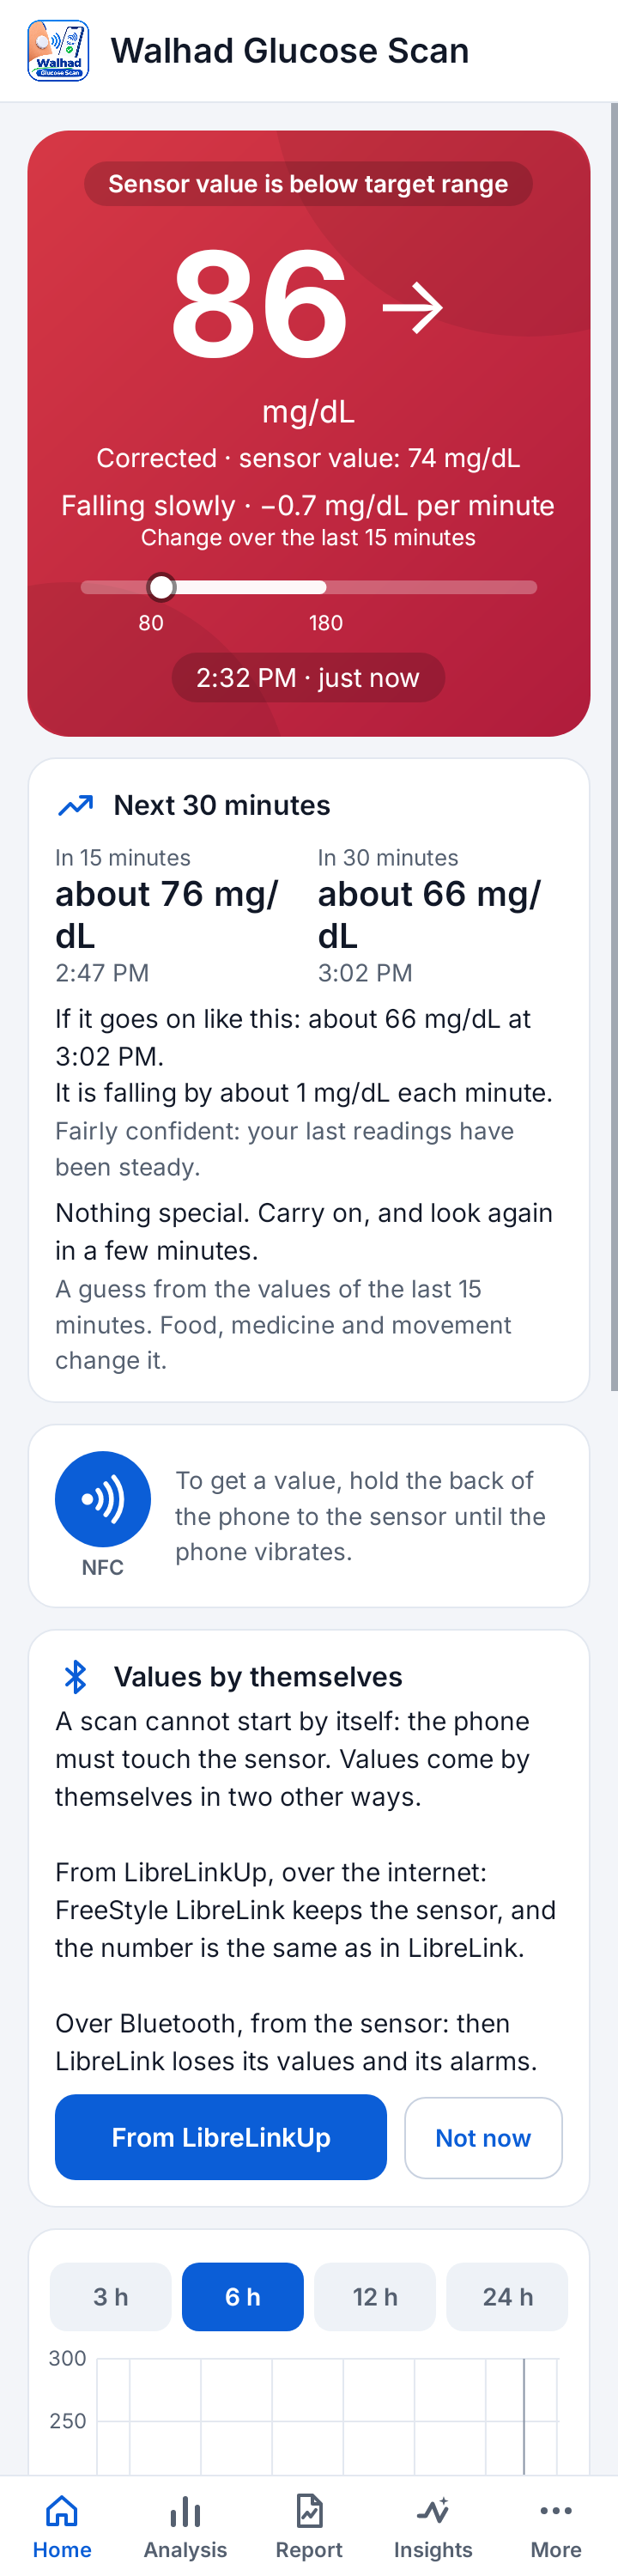 Walhad
Glucose Scan
Walhad Glucose Scan
Sensor value is below target range
86 →
mg/dL
Corrected · sensor value: 74 mg/dL
Falling slowly · −0.7 mg/dL per minute
Change over the last 15 minutes
80 180
2:32 PM · just now
Next 30 minutes
In 15 minutes
about 76 mg/
dL
2:47 PM
In 30 minutes
about 66 mg/
dL
3:02 PM
If it goes on like this: about 66 mg/dL at
3:02 PM.
It is falling by about 1 mg/dL each minute.
Fairly confident: your last readings have
been steady.
Nothing special. Carry on, and look again
in a few minutes.
A guess from the values of the last 15
minutes. Food, medicine and movement
change it.
NFC
To get a value, hold the back of
the phone to the sensor until the
phone vibrates.
Values by themselves
A scan cannot start by itself: the phone
must touch the sensor. Values come by
themselves in two other ways.
From LibreLinkUp, over the internet:
FreeStyle LibreLink keeps the sensor, and
the number is the same as in LibreLink.
Over Bluetooth, from the sensor: then
LibreLink loses its values and its alarms.
From LibreLinkUp
Not now
3 h 6 h 12 h 24 h
300
250
Home Analysis Report Insights More